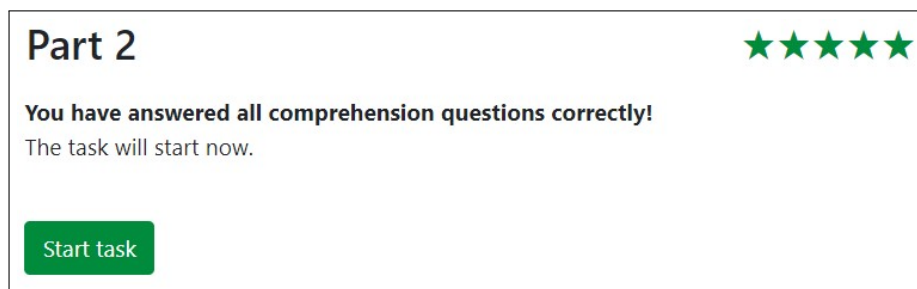 Part 2
★★★★★
You have answered all comprehension questions correctly!
The task will start now.
Start task